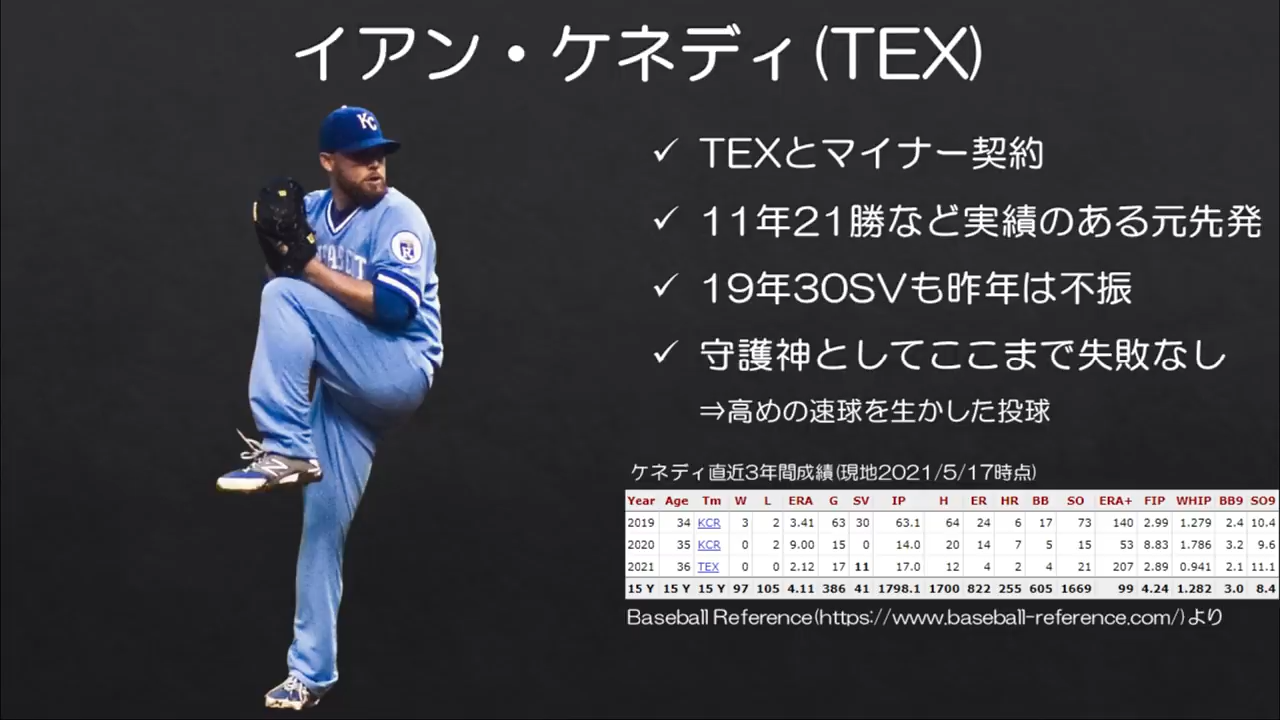 イアン・ケネディ(TEX)
✓ TEXとマイナー契約
✓ 11年21勝など実績のある元先発
✓ 19年30SVも昨年は不振
✓ 守護神としてここまで失敗なし
⇒高めの速球を生かした投球
ケネディ直近3年間成績(現地2021/5/17時点)
Year Age Tm W L ERA G SV IP H ER HR BB SO ERA+ FIP WHIP BB9 SO9
2019 34 KCR 3 2 3.41 63 30 63.1 64 24 6 17 73 140 2.99 1.279 2.4 10.4
2020 35 KCR 0 2 9.00 15 0 14.0 20 14 7 5 15 53 8.83 1.786 3.2 9.6
2021 36 TEX 0 0 2.12 17 11 17.0 12 4 2 4 21 207 2.89 0.941 2.1 11.1
15 Y 15 Y 15 Y 97 105 4.11 386 41 1798.1 1700 822 255 605 1669 99 4.24 1.282 3.0 8.4
Baseball Reference(https://www.baseball-reference.com/)より
KC